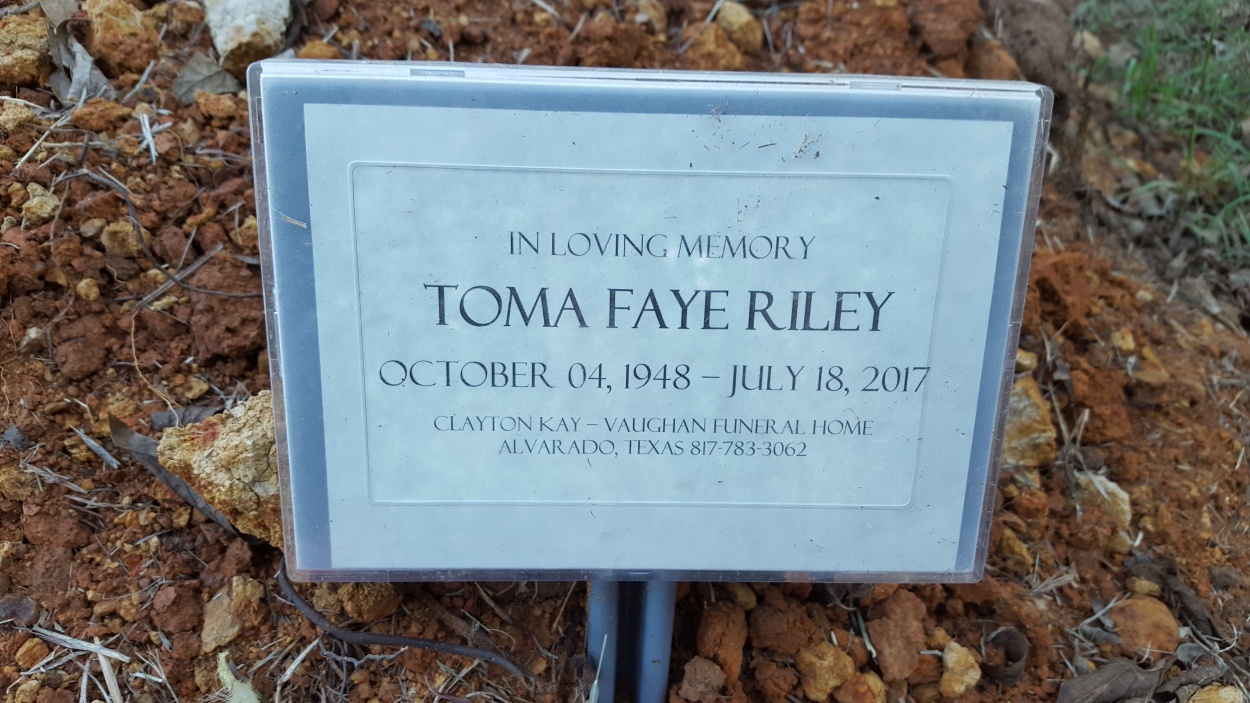 IN LOVING MEMORY
TOMA FAYE RILEY
OCTOBER 04, 1948 – JULY 18, 2017
CLAYTON KAY – VAUGHAN FUNERAL HOME
ALVARADO, TEXAS 817-783-3062